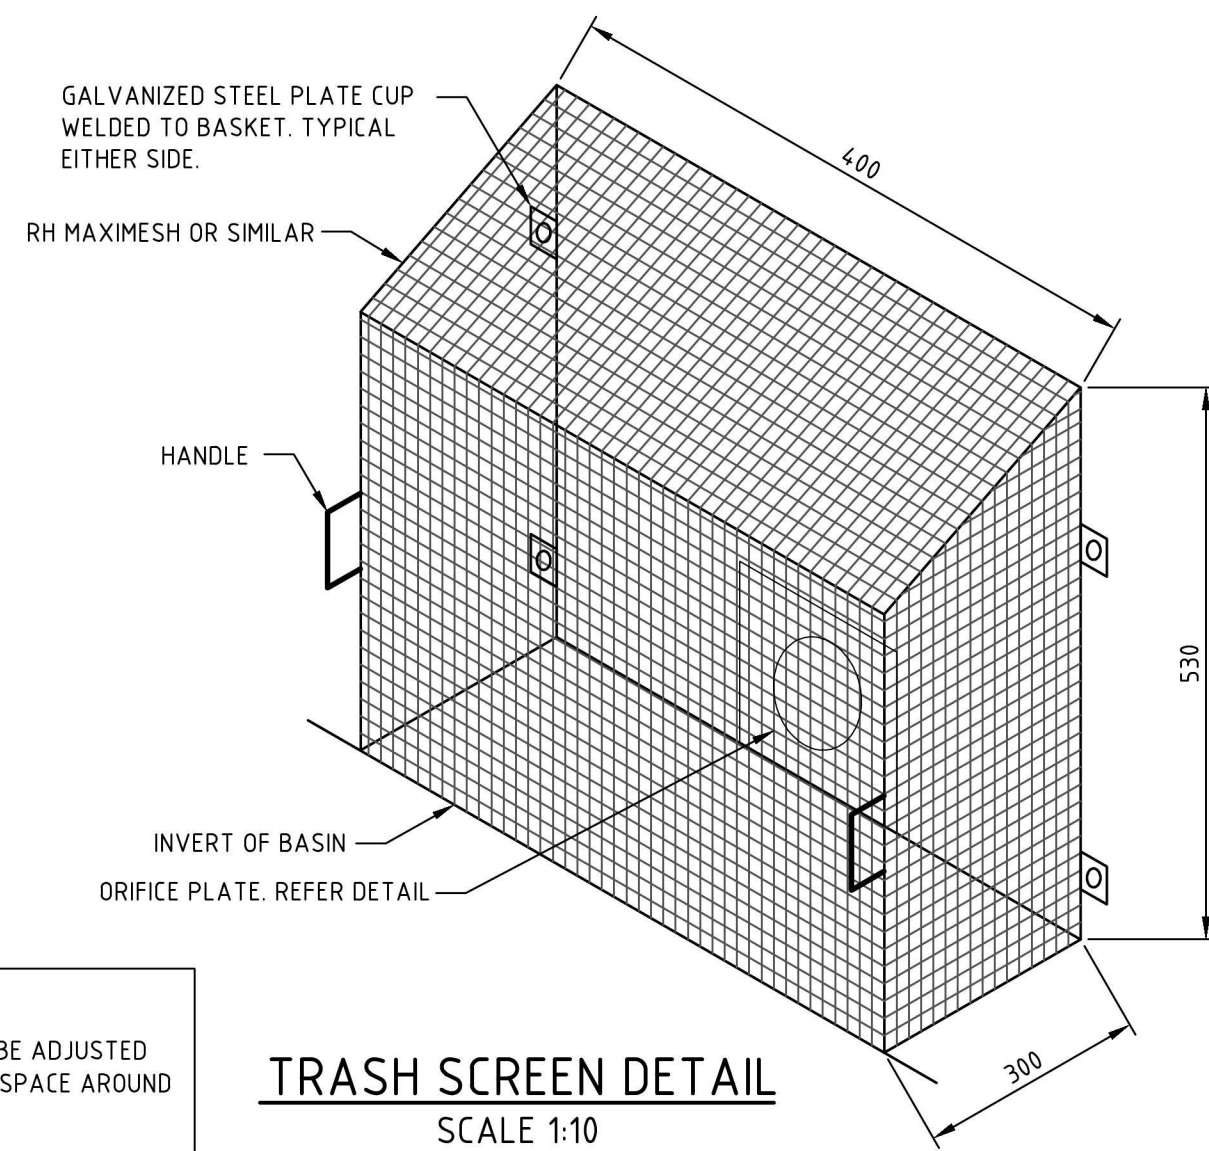 GALVANIZED STEEL PLATE CUP
WELDED TO BASKET. TYPICAL
EITHER SIDE.
400
RH MAXIMESH OR SIMILAR
HANDLE
530
INVERT OF BASIN
ORIFICE PLATE. REFER DETAIL
300
BE ADJUSTED
SPACE AROUND
TRASH SCREEN DETAIL
SCALE 1:10